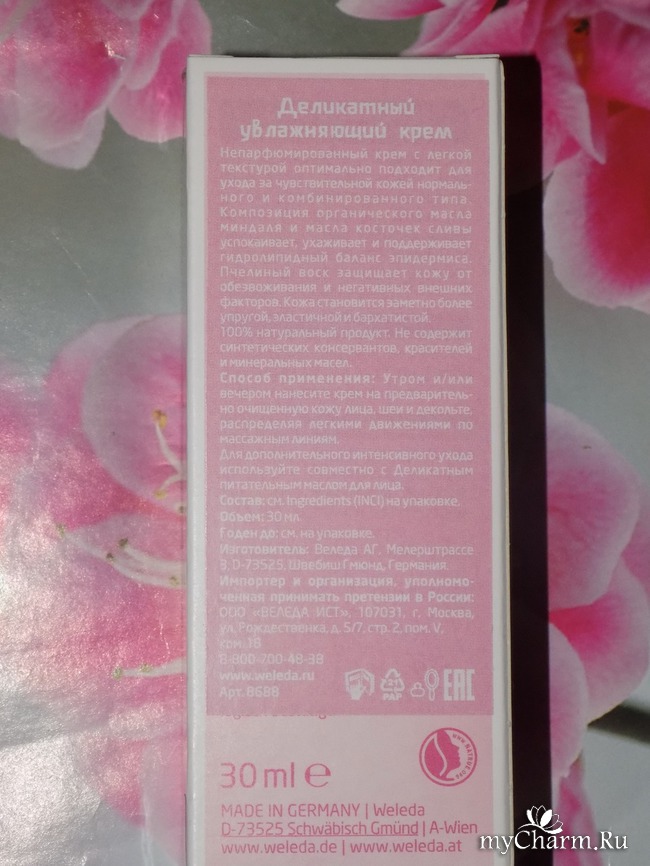 Деликатный
увлажняющий крем
Непарфюмированный крем с легкой
текстурой оптимально подходит для
ухода за чувствительной кожей нормаль-
ного и комбинированного типа.
Композиция органического масла
миндаля и масла косточек сливы
успокаивает, ухаживает и поддерживает
гидролипидный баланс эпидермиса.
Пчелиный воск защищает кожу от
обезвоживания и негативных внешних
факторов. Кожа становится заметно более
упругой, эластичной и бархатистой.
100% натуральный продукт. Не содержит
синтетических консервантов, красителей
и минеральных масел.
Способ применения: Утром и/или
вечером нанесите крем на предваритель-
но очищенную кожу лица, шеи и декольте,
распределяя легкими движениями по
массажным линиям.
Для дополнительного интенсивного ухода
используйте совместно с Деликатным
питательным маслом для лица.
Состав: см. Ingredients (INCI) на упаковке.
Объем: 30 мл
Годен до: см. на упаковке.
Изготовитель: Веледа АГ. Мелерштрассе
3, D-73525, Швебиш Гмюнд, Германия.
Импортер и организация, уполномо-
ченная принимать претензии в России:
ООО «ВЕЛЕДА ИСТ», 107031, г. Москва,
ул. Рождественка, д. 5/7, стр. 2, пом. V,
ком. 18
8-800-700-48-38
www.weleda.ru
Арт. 8688
21
PAP
EAC
www.natrue.org
30 ml e
MADE IN GERMANY | Weleda
D-73525 Schwäbisch Gmünd | A-Wien
www.weleda.de | www.weleda.at
myCharm.Ru